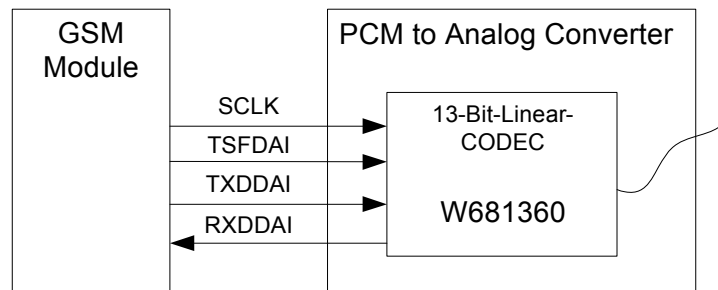 GSM
Module
PCM to Analog Converter
SCLK
TSFDAI
TXDDAI
RXDDAI
13-Bit-Linear-
CODEC
W681360